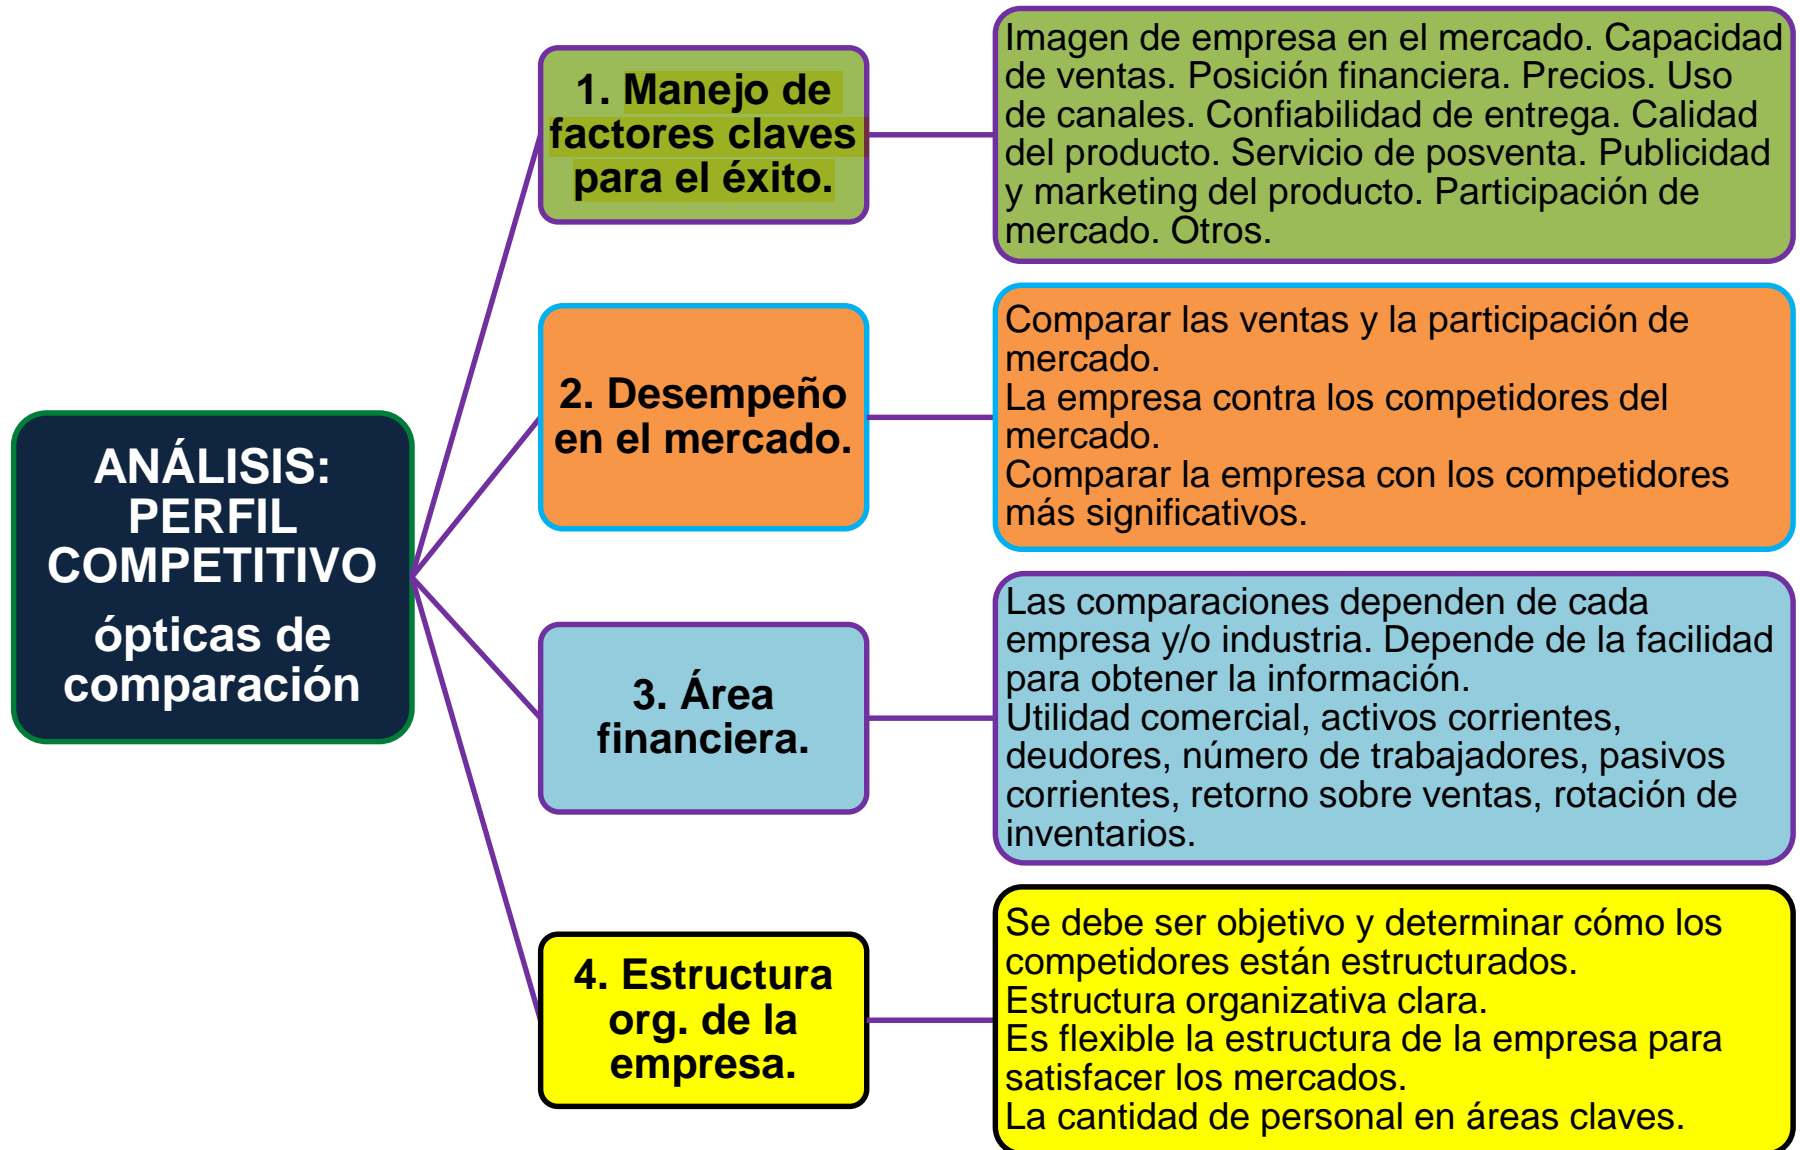 ANÁLISIS:
PERFIL
COMPETITIVO
ópticas de
comparación
1. Manejo de
factores claves
para el éxito.
Imagen de empresa en el mercado. Capacidad
de ventas. Posición financiera. Precios. Uso
de canales. Confiabilidad de entrega. Calidad
del producto. Servicio de posventa. Publicidad
y marketing del producto. Participación de
mercado. Otros.
2. Desempeño
en el mercado.
Comparar las ventas y la participación de
mercado.
La empresa contra los competidores del
mercado.
Comparar la empresa con los competidores
más significativos.
3. Área
financiera.
Las comparaciones dependen de cada
empresa y/o industria. Depende de la facilidad
para obtener la información.
Utilidad comercial, activos corrientes,
deudores, número de trabajadores, pasivos
corrientes, retorno sobre ventas, rotación de
inventarios.
4. Estructura
org. de la
empresa.
Se debe ser objetivo y determinar cómo los
competidores están estructurados.
Estructura organizativa clara.
Es flexible la estructura de la empresa para
satisfacer los mercados.
La cantidad de personal en áreas claves.